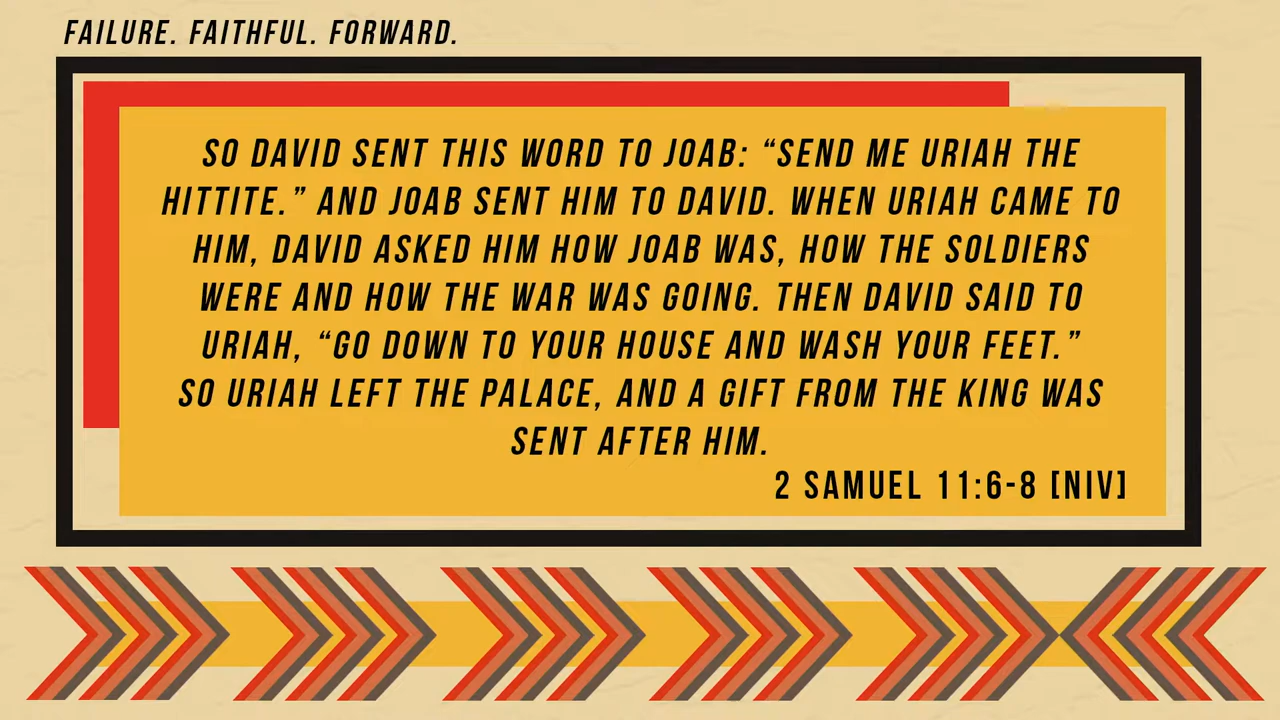 FAILURE. FAITHFUL. FORWARD.
SO DAVID SENT THIS WORD TO JOAB: “SEND ME URIAH THE
HITTITE.” AND JOAB SENT HIM TO DAVID. WHEN URIAH CAME TO
HIM, DAVID ASKED HIM HOW JOAB WAS, HOW THE SOLDIERS
WERE AND HOW THE WAR WAS GOING. THEN DAVID SAID TO
URIAH, “GO DOWN TO YOUR HOUSE AND WASH YOUR FEET.”
SO URIAH LEFT THE PALACE, AND A GIFT FROM THE KING WAS
SENT AFTER HIM.
2 SAMUEL 11:6-8 [NIV]